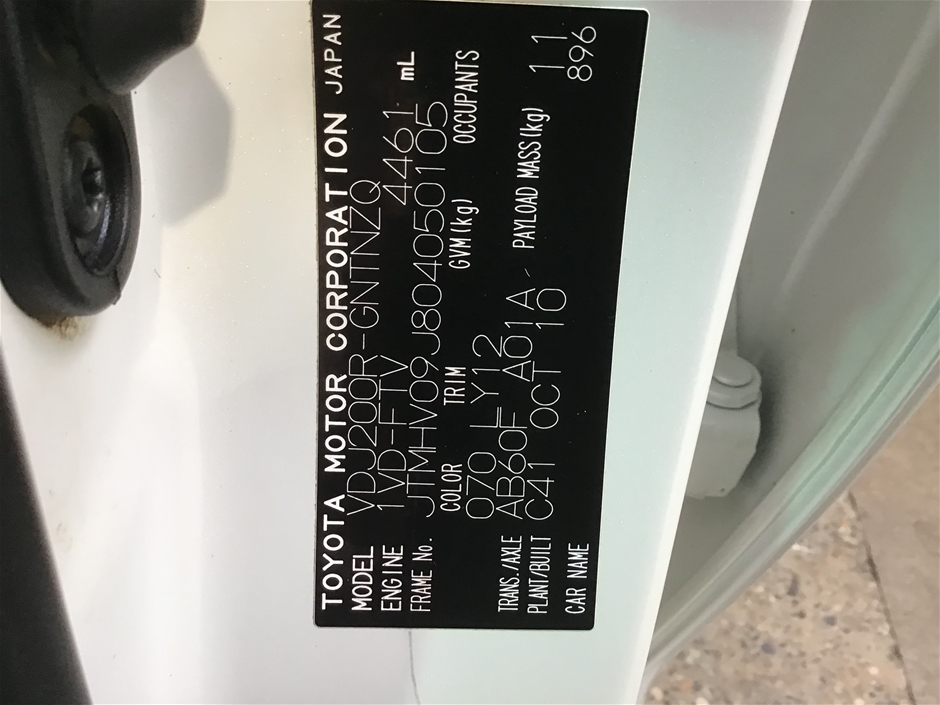 TOYOTA MOTOR CORPORATION JAPAN
MODEL VDJ200R-GNTNZQ
ENGINE 1VD-FTV 4461 mL
FRAME No. JTMHV09J804050105
COLOR TRIM GVM(kg) OCCUPANTS
070 LY12
TRANS./AXLE AB60F A01A - PAYLOAD MASS(kg)
PLANT/BUILT C41 OCT 10 11
CAR NAME 896